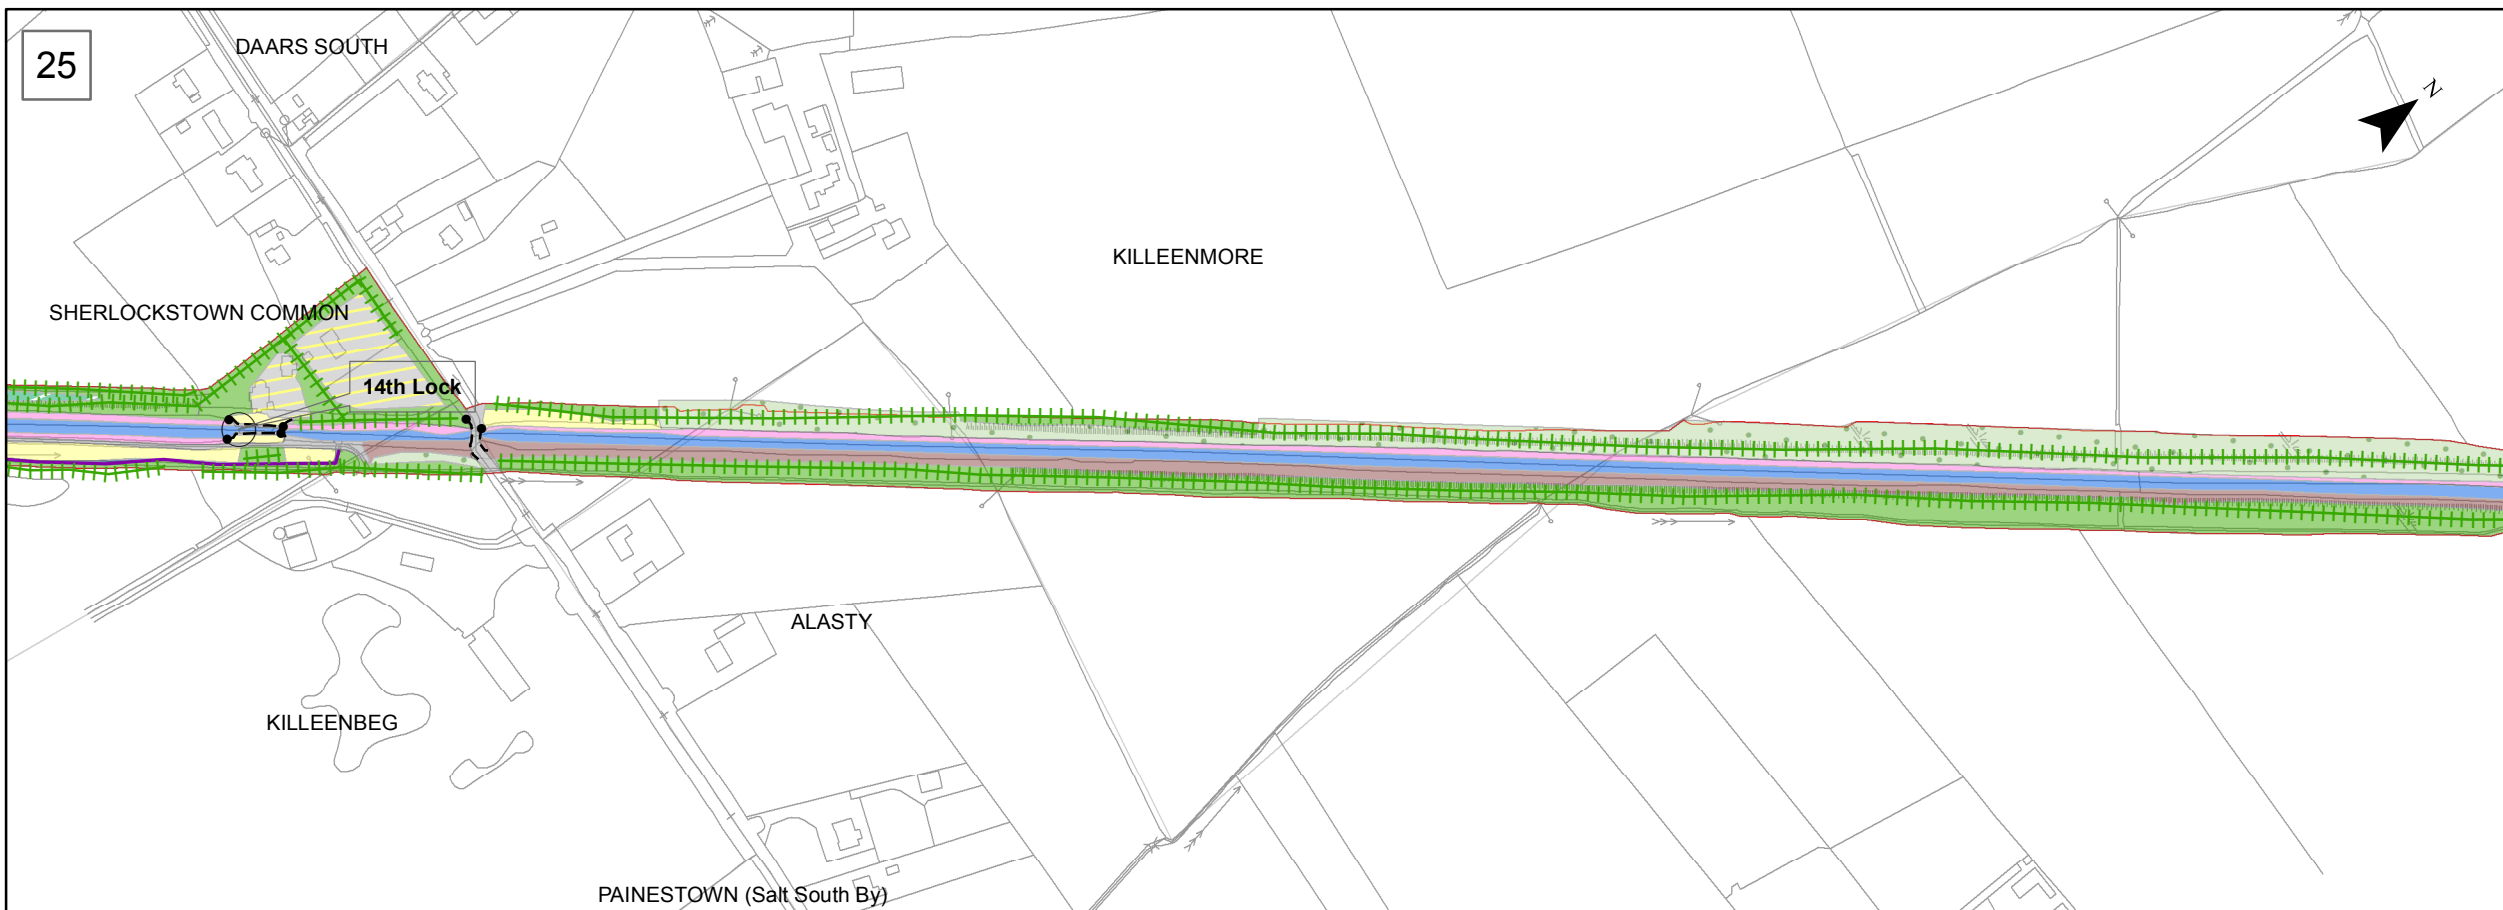 25
DAARS SOUTH
N
KILLEENMORE
SHERLOCKSTOWN COMMON
14th Lock
ALASTY
KILLEENBEG
PAINESTOWN (Salt South By)